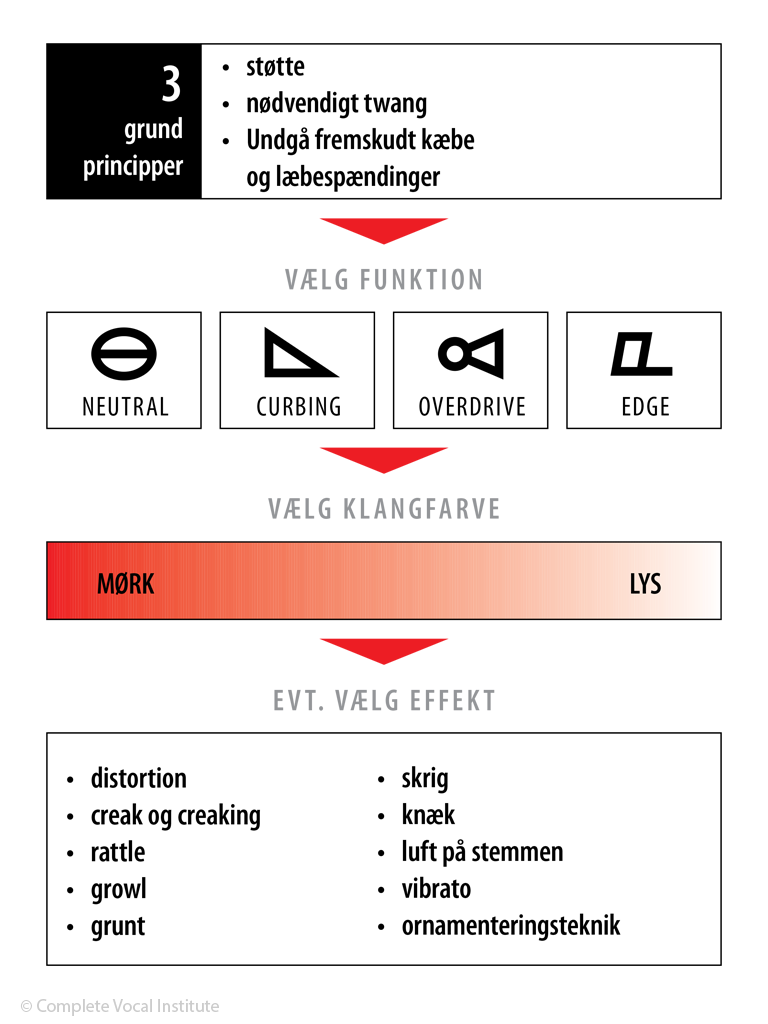 3
grund
principper
• støtte
• nødvendigt twang
• Undgå fremskudt kæbe
og læbespændinger
VÆLG FUNKTION
NEUTRAL
CURBING
OVERDRIVE
EDGE
VÆLG KLANGFARVE
MØRK
LYS
EVT. VÆLG EFFEKT
• distortion
• creak og creaking
• rattle
• growl
• grunt
• skrig
• knæk
• luft på stemmen
• vibrato
• ornamenteringsteknik
© Complete Vocal Institute